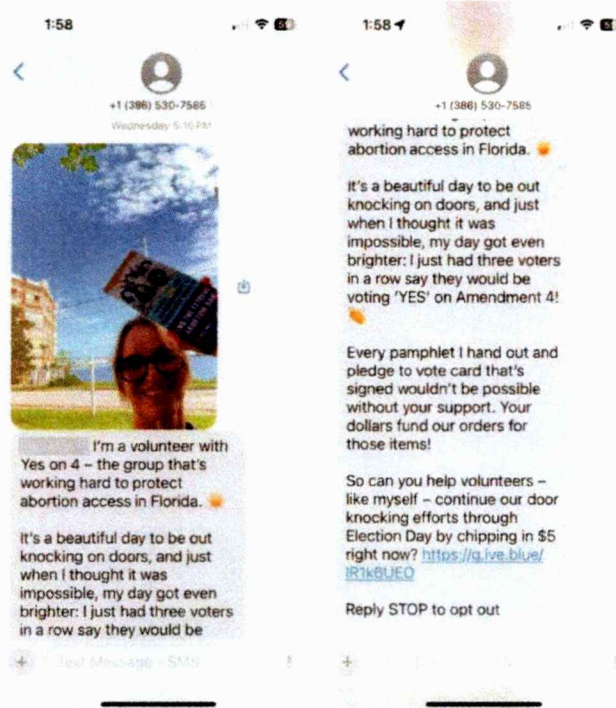 1:58
+1 (386) 530-7585
Wednesday 5:16 PM
I'm a volunteer with
Yes on 4 – the group that's
working hard to protect
abortion access in Florida. 👋
It's a beautiful day to be out
knocking on doors, and just
when I thought it was
impossible, my day got even
brighter: I just had three voters
in a row say they would be
Text Message · SMS
1:58
+1 (386) 530-7585
working hard to protect
abortion access in Florida. 👋
It's a beautiful day to be out
knocking on doors, and just
when I thought it was
impossible, my day got even
brighter: I just had three voters
in a row say they would be
voting 'YES' on Amendment 4!
👏
Every pamphlet I hand out and
pledge to vote card that's
signed wouldn't be possible
without your support. Your
dollars fund our orders for
those items!
So can you help volunteers –
like myself – continue our door
knocking efforts through
Election Day by chipping in $5
right now? https://g.ive.blue/
Reply STOP to opt out